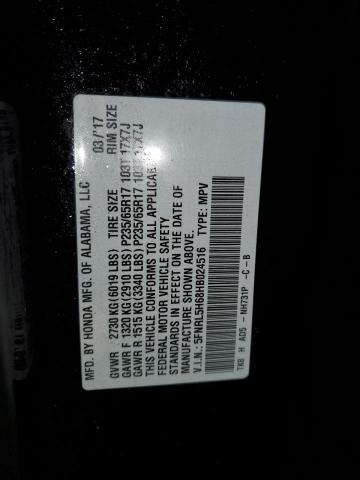 MFD. BY HONDA MFG. OF ALABAMA, LLC 03/'17
GVWR 2730 KG(6019 LBS) TIRE SIZE RIM SIZE
GAWR F 1320 KG(2910 LBS) P235/65R17 103T 17X7J
GAWR R 1515 KG(3340 LBS) P235/65R17 103T 17X7J
THIS VEHICLE CONFORMS TO ALL APPLICABLE
FEDERAL MOTOR VEHICLE SAFETY
STANDARDS IN EFFECT ON THE DATE OF
MANUFACTURE SHOWN ABOVE.
V.I.N.: 5FNRL5H68HB024516 TYPE: MPV
TK8 H AD5 - NH731P -C - B